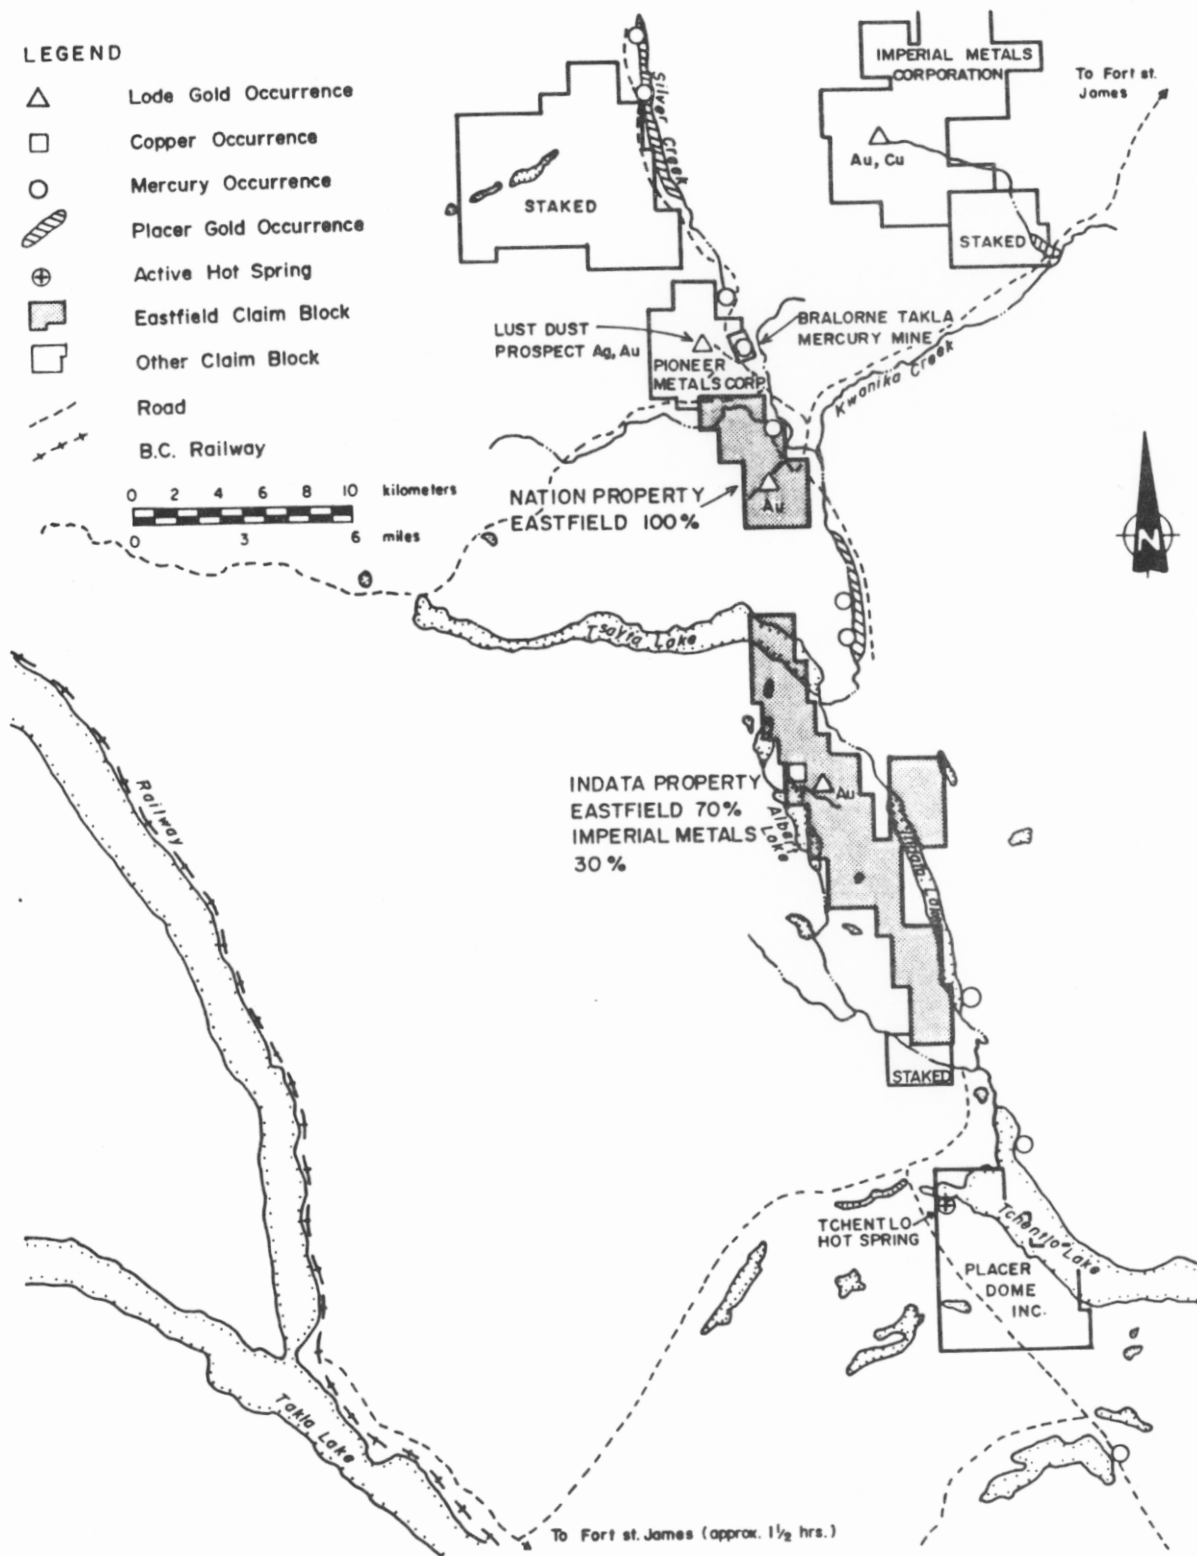 LEGEND
Lode Gold Occurrence
Copper Occurrence
Mercury Occurrence
Placer Gold Occurrence
Active Hot Spring
Eastfield Claim Block
Other Claim Block
Road
B.C. Railway
0 2 4 6 8 10 kilometers
0 3 6 miles
Silver Creek
STAKED
IMPERIAL METALS
CORPORATION
To Fort st.
James
Au, Cu
STAKED
LUST DUST
PROSPECT Ag, Au
BRALORNE TAKLA
MERCURY MINE
PIONEER
METALS CORP.
Kwanika Creek
NATION PROPERTY
EASTFIELD 100%
Au
N
Tsayta Lake
INDATA PROPERTY
EASTFIELD 70%
IMPERIAL METALS
30%
Au
Albert
Lake
Indata Lake
Railway
STAKED
TCHENTLO
HOT SPRING
Tchentlo Lake
PLACER
DOME
INC.
Takla Lake
To Fort st. James (approx. 1 1/2 hrs.)